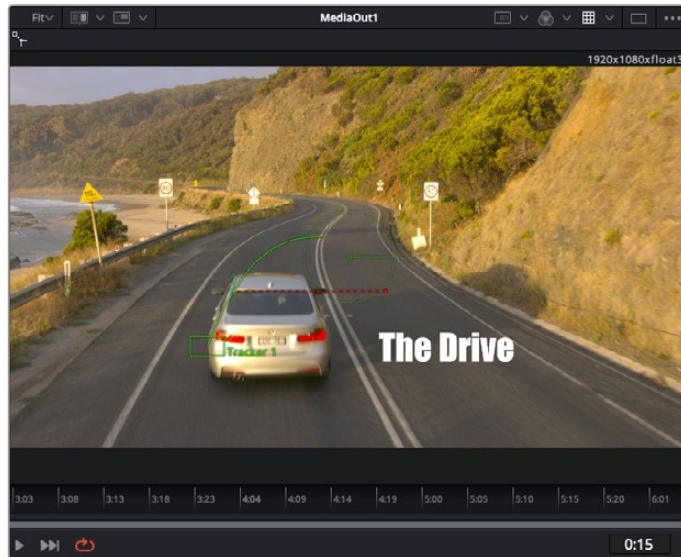 Fit MediaOut1
1920x1080xfloat3
Tracker 1
The Drive
3:03 3:08 3:13 3:18 3:23 4:04 4:09 4:14 4:19 5:00 5:05 5:10 5:15 5:20 6:01
0:15